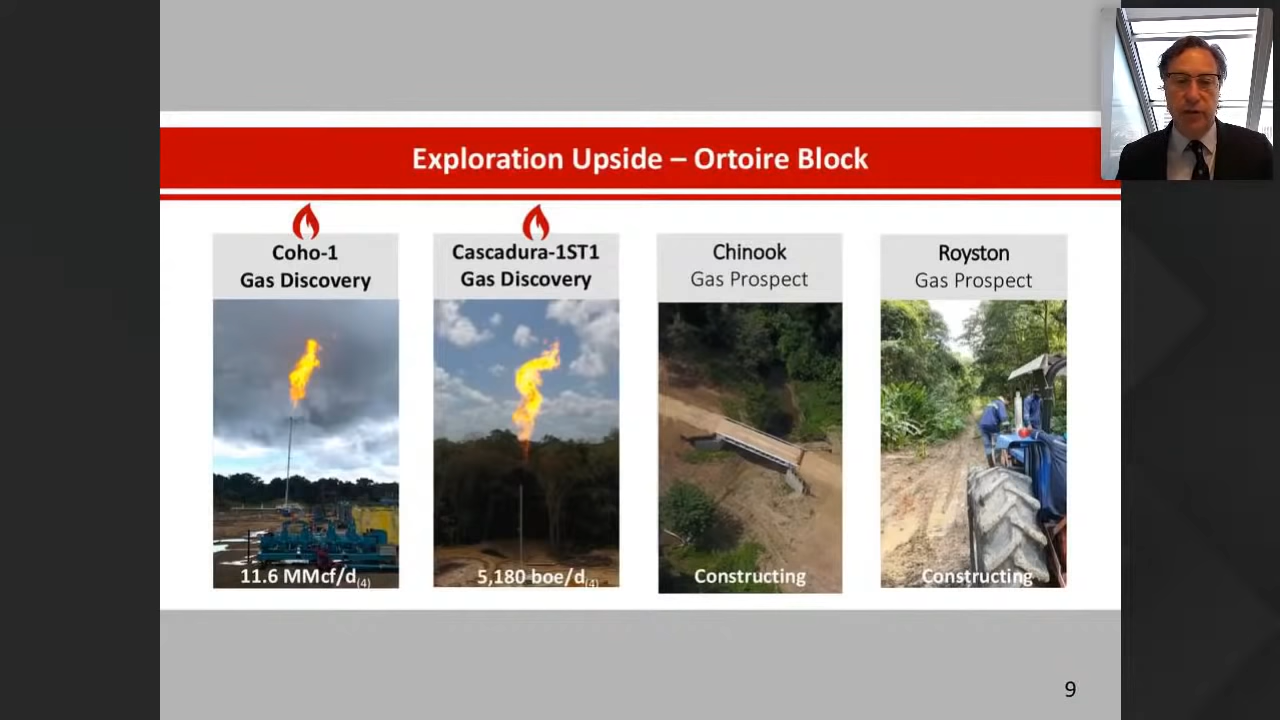 Exploration Upside – Ortoire Block
Coho-1
Gas Discovery
11.6 MMcf/d(4)
Cascadura-1ST1
Gas Discovery
5,180 boe/d(4)
Chinook
Gas Prospect
Constructing
Royston
Gas Prospect
Constructing
9